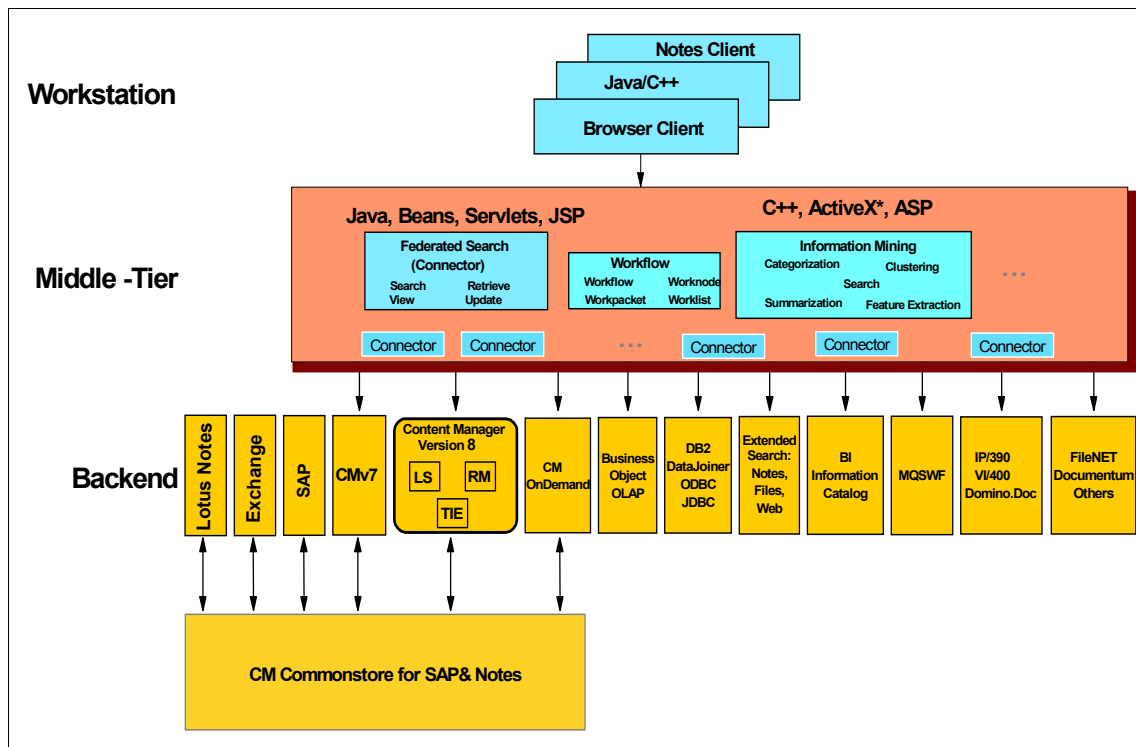 Notes Client
Java/C++
Browser Client
Workstation
Java, Beans, Servlets, JSP
C++, ActiveX*, ASP
Federated Search
(Connector)
Search Retrieve
View Update
Workflow
Workflow Worknode
Workpacket Worklist
Information Mining
Categorization Clustering
Search
Summarization Feature Extraction
...
Middle -Tier
Connector
Connector
...
Connector
Connector
Connector
Backend
Lotus Notes
Exchange
SAP
CMv7
Content Manager
Version 8
LS RM
TIE
CM
OnDemand
Business
Object
OLAP
DB2
DataJoiner
ODBC
JDBC
Extended
Search:
Notes,
Files,
Web
BI
Information
Catalog
MQSWF
IP/390
VI/400
Domino.Doc
FileNET
Documentum
Others
CM Commonstore for SAP& Notes